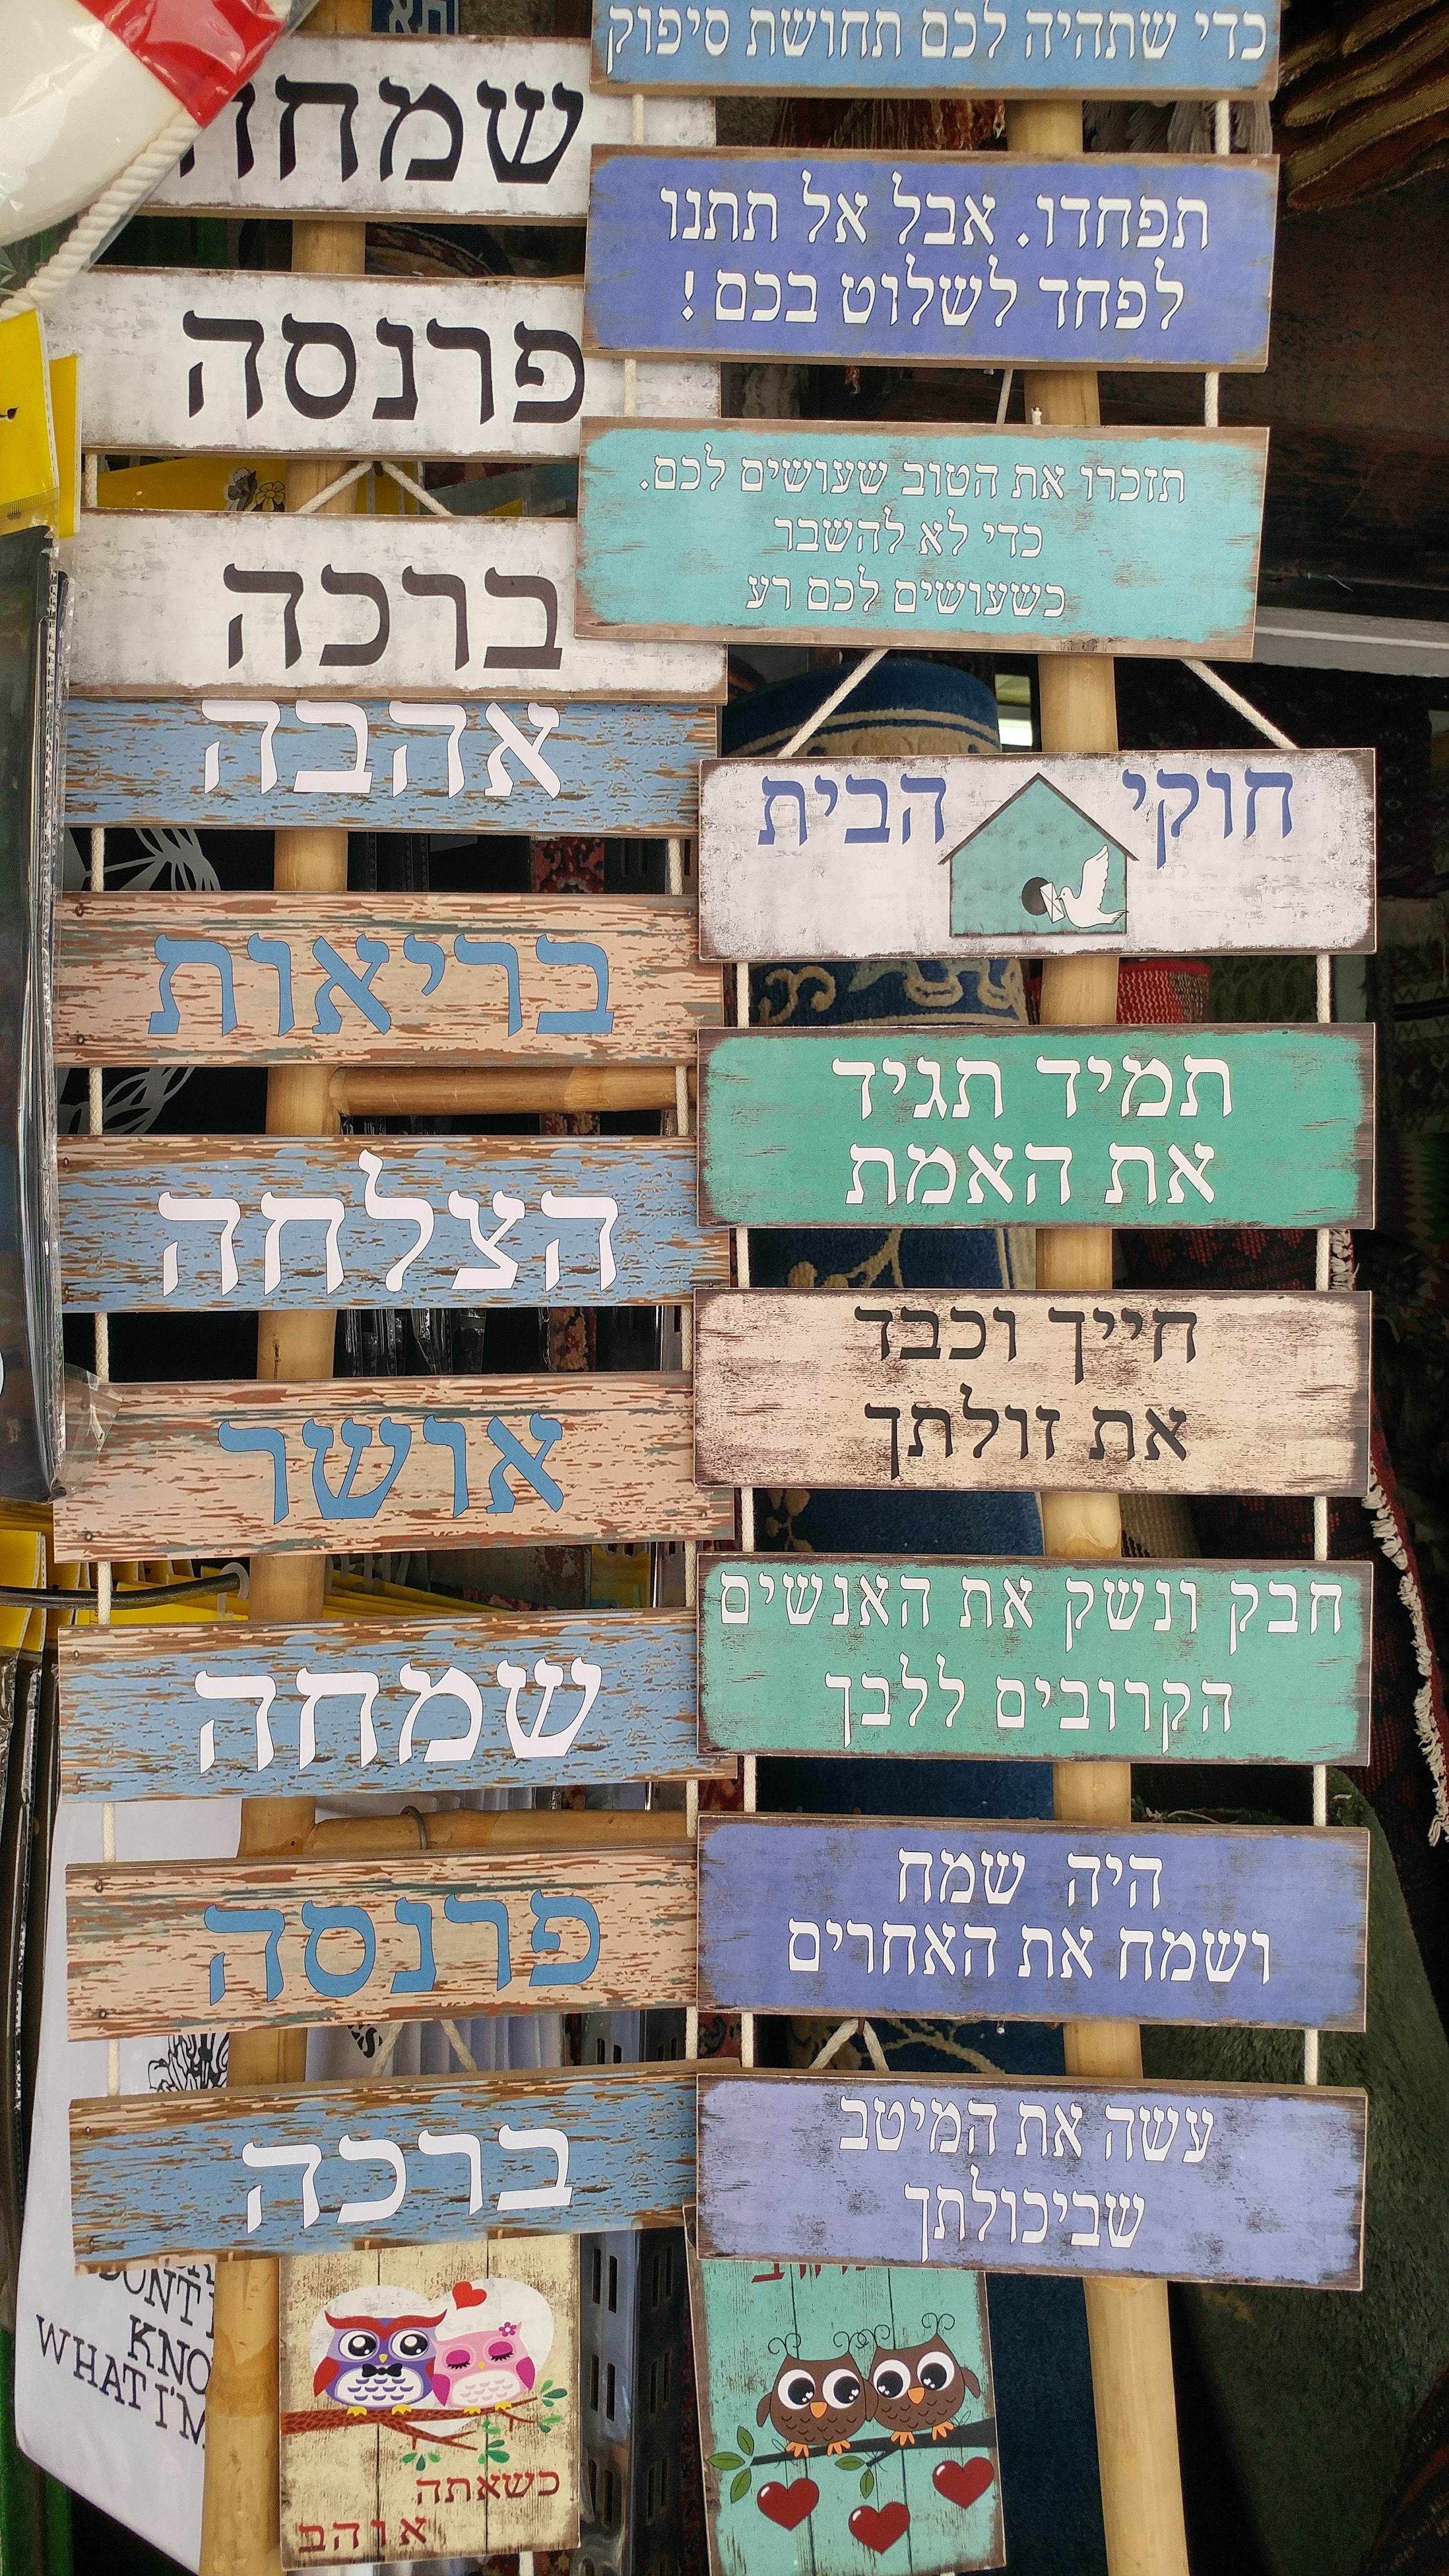 שמחה
פרנסה
ברכה
אהבה
בריאות
הצלחה
אושר
שמחה
פרנסה
ברכה
כשאתה
אוהב
DON'T
WHAT I'M
כדי שתהיה לכם תחושת סיפוק
תפחדו. אבל אל תתנו
לפחד לשלוט בכם!
תזכרו את הטוב שעושים לכם.
כדי לא להשבר
כשעושים לכם רע
חוקי הבית
תמיד תגיד
את האמת
חייך וכבד
את זולתך
חבק ונשק את האנשים
הקרובים ללבך
היה שמח
ושמח את האחרים
עשה את המיטב
שביכולתך